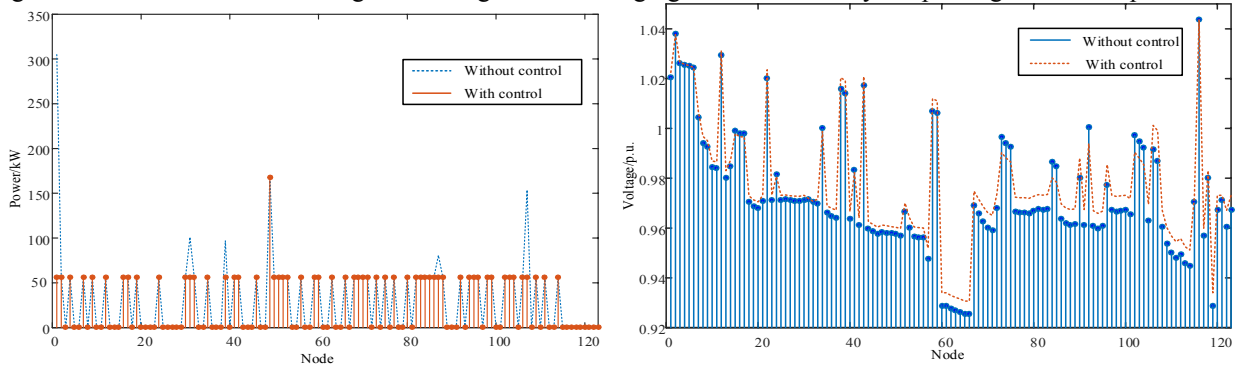 350
300
250
200
150
100
50
0
Power/kW
Without control
With control
0 20 40 60 80 100 120
Node
1.04
1.02
1.00
0.98
0.96
0.94
0.92
Voltage/p.u.
Without control
With control
0 20 40 60 80 100 120
Node